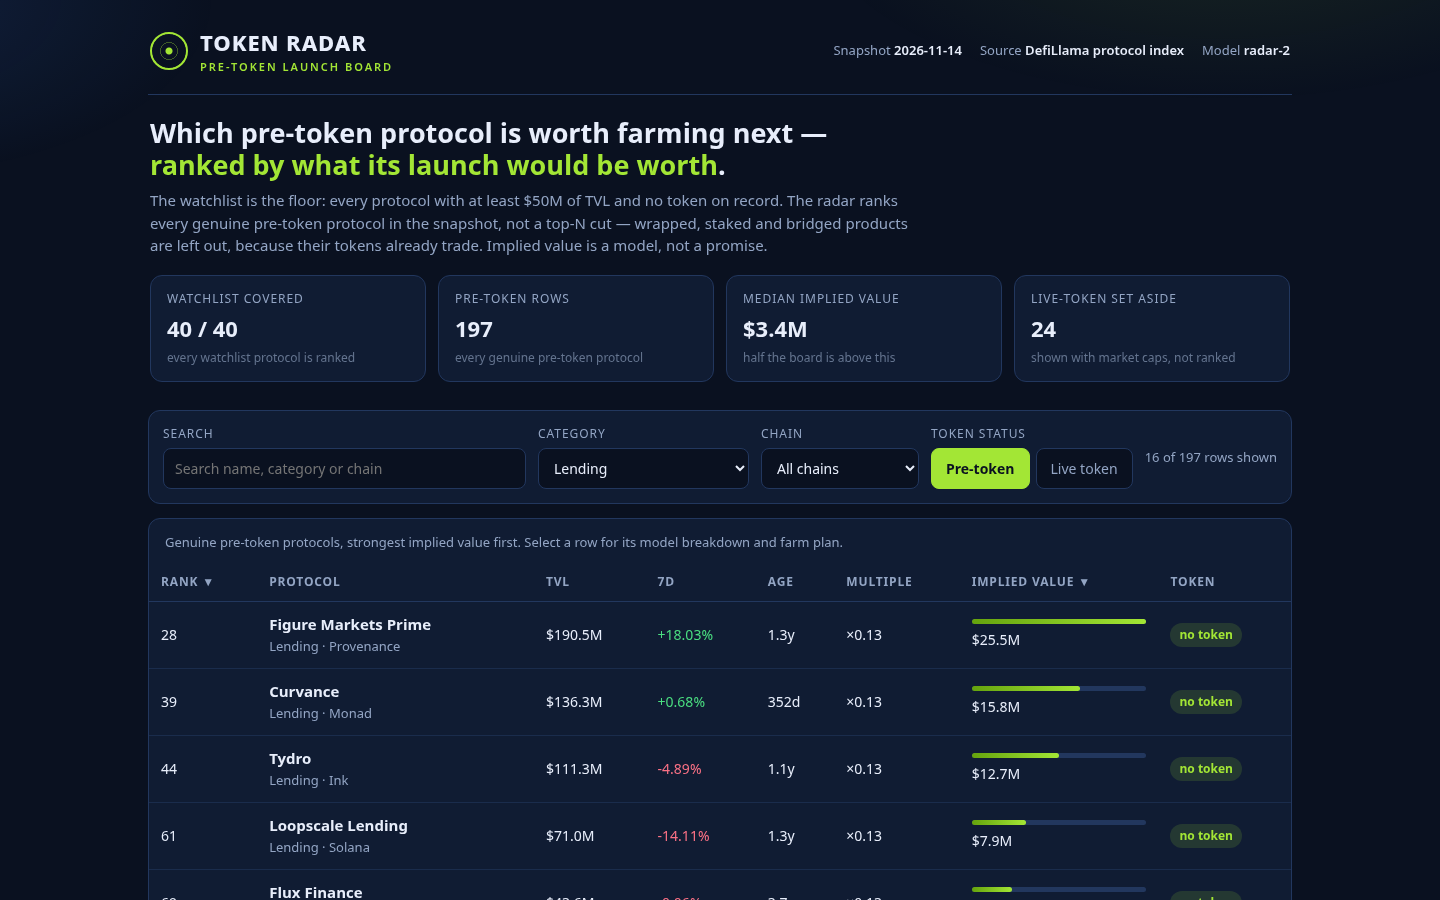 TOKEN RADAR
PRE-TOKEN LAUNCH BOARD
Snapshot 2026-11-14 Source DefiLlama protocol index Model radar-2
Which pre-token protocol is worth farming next —
ranked by what its launch would be worth.
The watchlist is the floor: every protocol with at least $50M of TVL and no token on record. The radar ranks
every genuine pre-token protocol in the snapshot, not a top-N cut — wrapped, staked and bridged products
are left out, because their tokens already trade. Implied value is a model, not a promise.
WATCHLIST COVERED
40 / 40
every watchlist protocol is ranked
PRE-TOKEN ROWS
197
every genuine pre-token protocol
MEDIAN IMPLIED VALUE
$3.4M
half the board is above this
LIVE-TOKEN SET ASIDE
24
shown with market caps, not ranked
SEARCH
Search name, category or chain
CATEGORY
Lending
CHAIN
All chains
TOKEN STATUS
Pre-token Live token
16 of 197 rows shown
Genuine pre-token protocols, strongest implied value first. Select a row for its model breakdown and farm plan.
RANK ▼ PROTOCOL TVL 7D AGE MULTIPLE IMPLIED VALUE ▼ TOKEN
28 Figure Markets Prime $190.5M +18.03% 1.3y ×0.13 $25.5M no token
Lending · Provenance
39 Curvance $136.3M +0.68% 352d ×0.13 $15.8M no token
Lending · Monad
44 Tydro $111.3M -4.89% 1.1y ×0.13 $12.7M no token
Lending · Ink
61 Loopscale Lending $71.0M -14.11% 1.3y ×0.13 $7.9M no token
Lending · Solana
Flux Finance